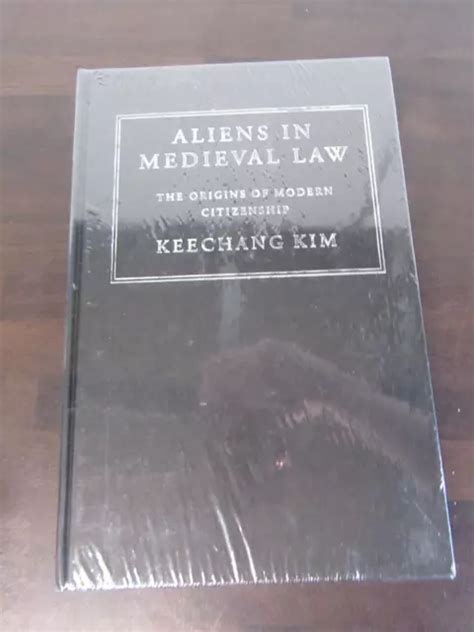 ALIENS IN
MEDIEVAL LAW
THE ORIGINS OF MODERN
CITIZENSHIP
KEECHANG KIM